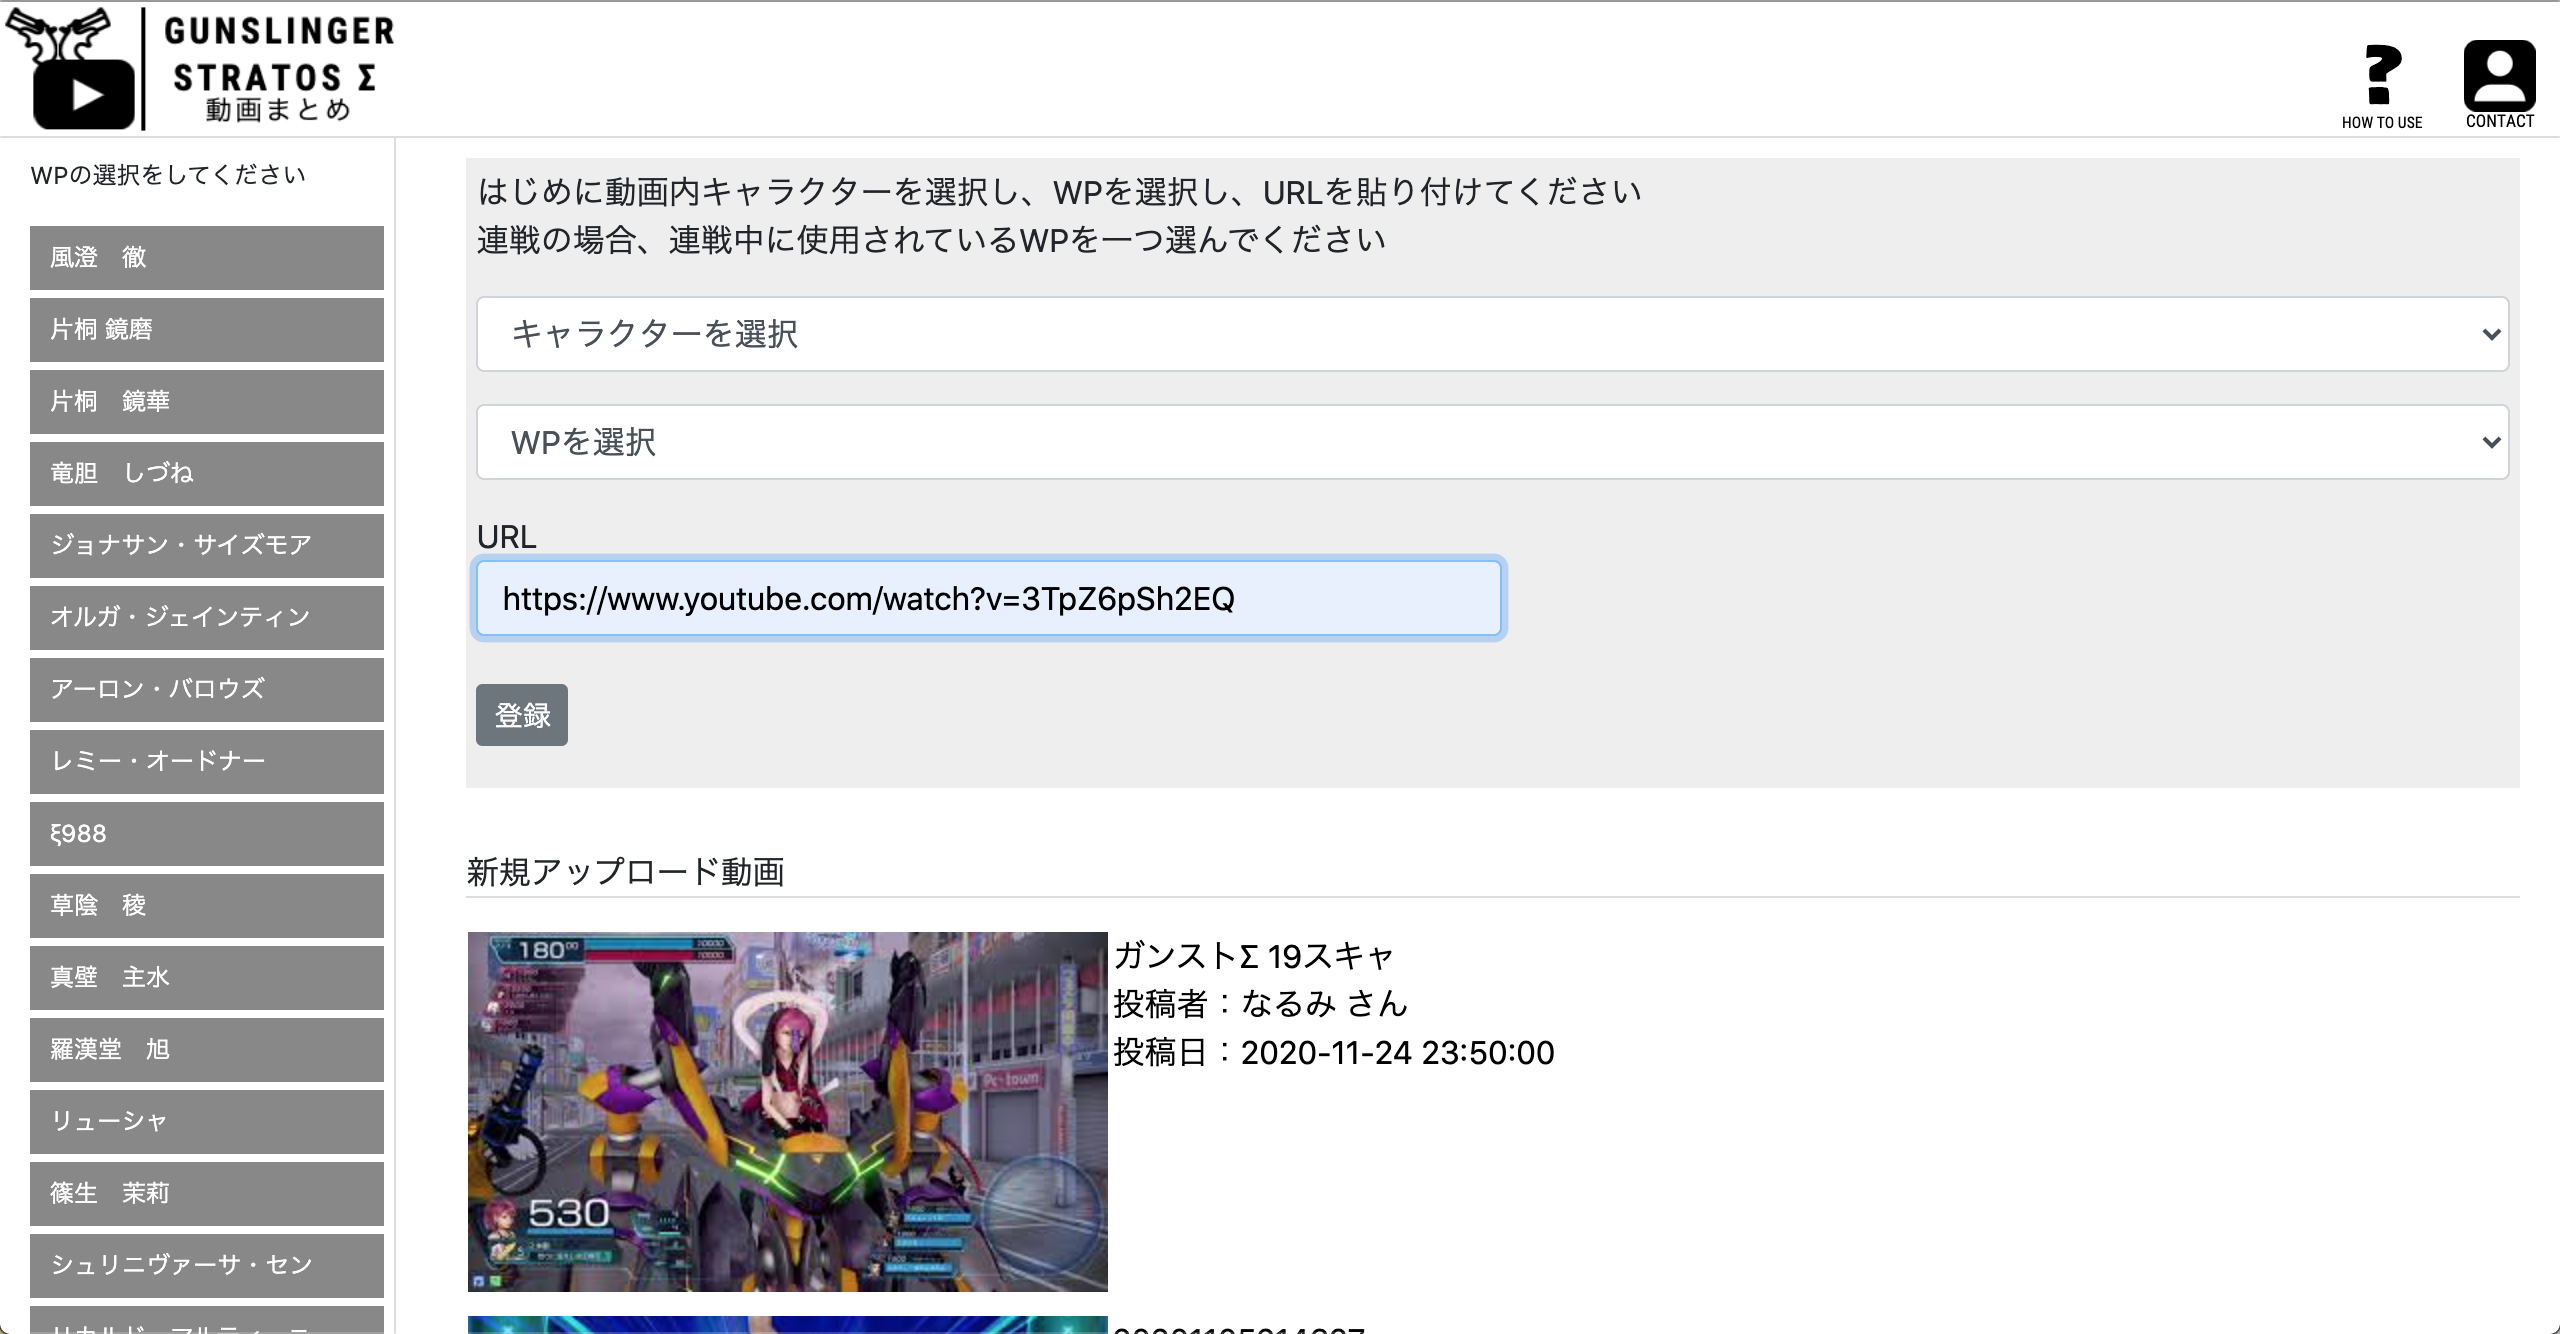 GUNSLINGER
STRATOS Σ
動画まとめ
HOW TO USE
CONTACT
WPの選択をしてください
風澄　徹
片桐 鏡磨
片桐　鏡華
竜胆　しづね
ジョナサン・サイズモア
オルガ・ジェインティン
アーロン・バロウズ
レミー・オードナー
ξ988
草陰　稜
真壁　主水
羅漢堂　旭
リューシャ
篠生　茉莉
シュリニヴァーサ・セン
はじめに動画内キャラクターを選択し、WPを選択し、URLを貼り付けてください
連戦の場合、連戦中に使用されているWPを一つ選んでください
キャラクターを選択
WPを選択
URL
https://www.youtube.com/watch?v=3TpZ6pSh2EQ
登録
新規アップロード動画
180
Pc-town
530
ガンストΣ 19スキャ
投稿者：なるみ さん
投稿日：2020-11-24 23:50:00